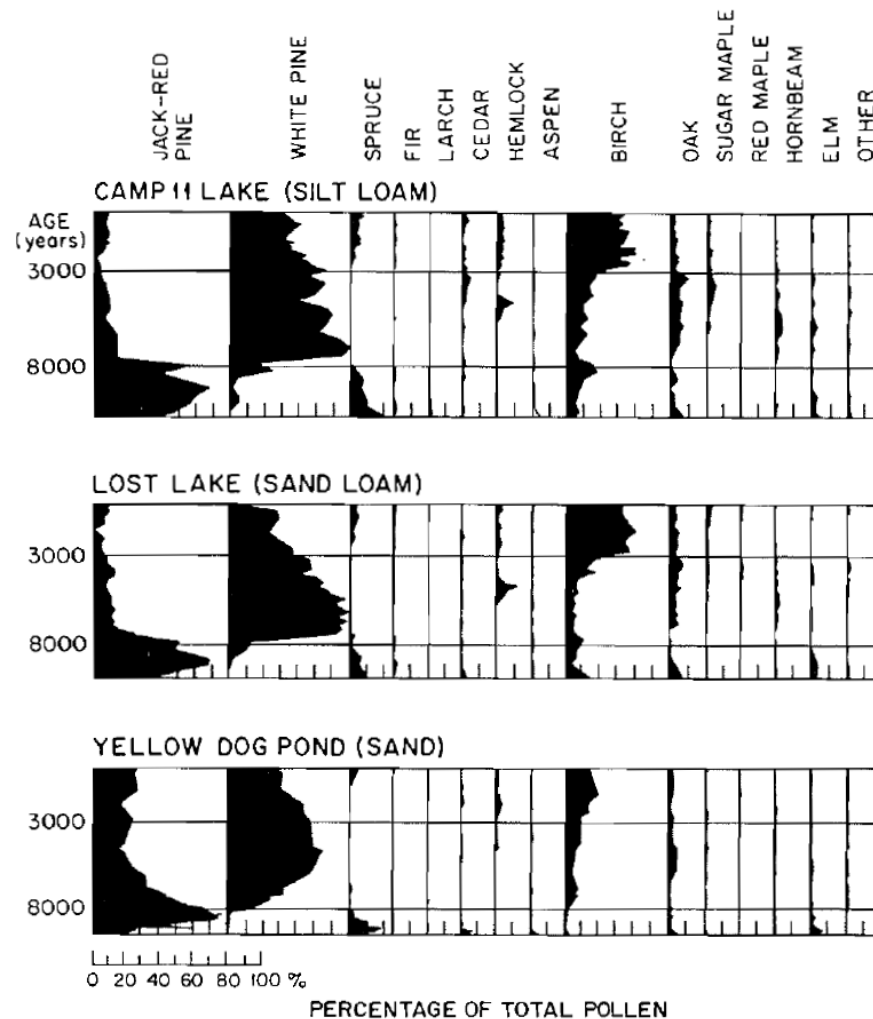 JACK-RED
PINE
WHITE PINE
SPRUCE
FIR
LARCH
CEDAR
HEMLOCK
ASPEN
BIRCH
OAK
SUGAR MAPLE
RED MAPLE
HORNBEAM
ELM
OTHER
CAMP 11 LAKE (SILT LOAM)
AGE
(years)
3000
8000
LOST LAKE (SAND LOAM)
3000
8000
YELLOW DOG POND (SAND)
3000
8000
0 20 40 60 80 100 %
PERCENTAGE OF TOTAL POLLEN